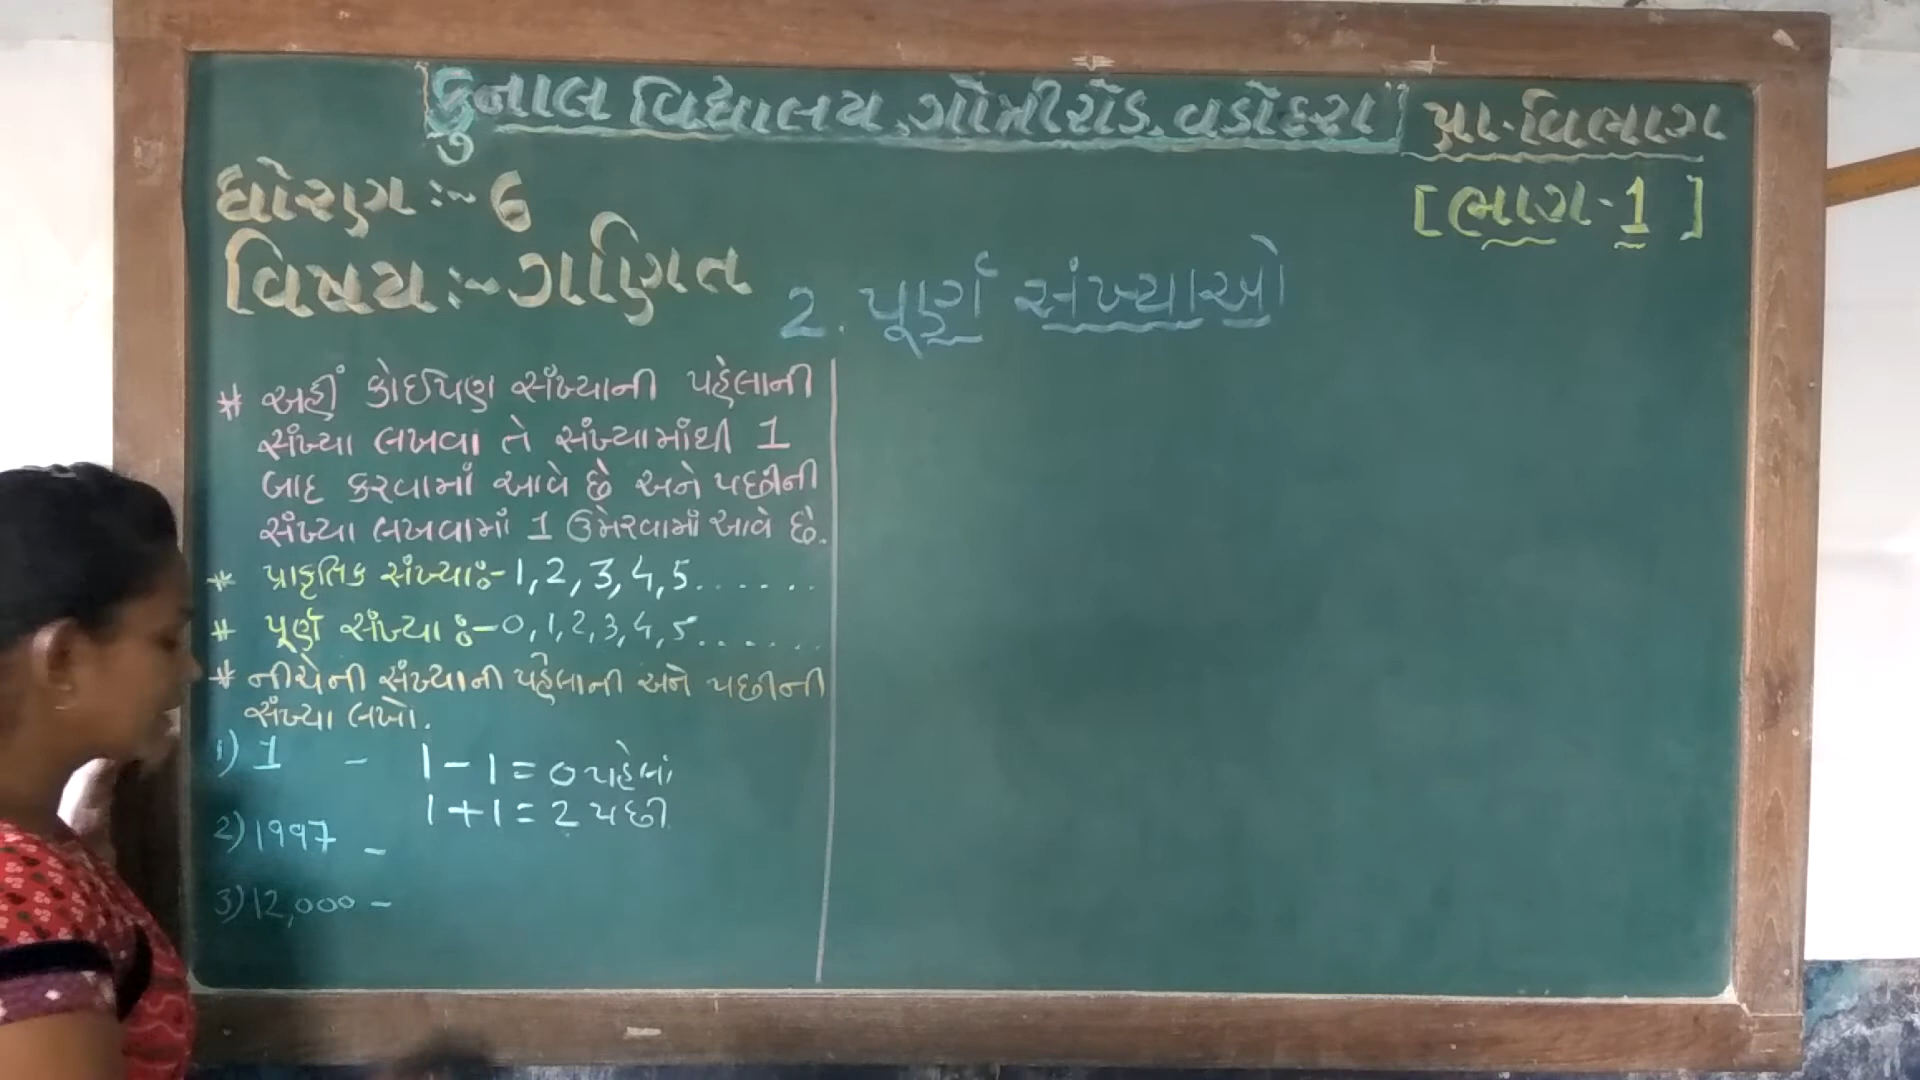 કુનાલ વિદ્યાલય, ગોત્રીરોડ. વડોદરા" પ્રા.વિભાગ
[ભાગ-1]
ધોરણ :- 6
વિષય :- ગણિત
2. પૂર્ણ સંખ્યાઓ
* અહીં કોઈપણ સંખ્યાની પહેલાની
સંખ્યા લખવા તે સંખ્યામાંથી 1
બાદ કરવામાં આવે છે અને પછીની
સંખ્યા લખવામાં 1 ઉમેરવામાં આવે છે.
* પ્રાકૃતિક સંખ્યા :- 1, 2, 3, 4, 5 . . . . . .
* પૂર્ણ સંખ્યા :- 0, 1, 2, 3, 4, 5 . . . . . .
* નીચેની સંખ્યાની પહેલાની અને પછીની
સંખ્યા લખો.
1) 1 - 1 - 1 = 0 પહેલાં
1 + 1 = 2 પછી
2) 1997 -
3) 12,000 -